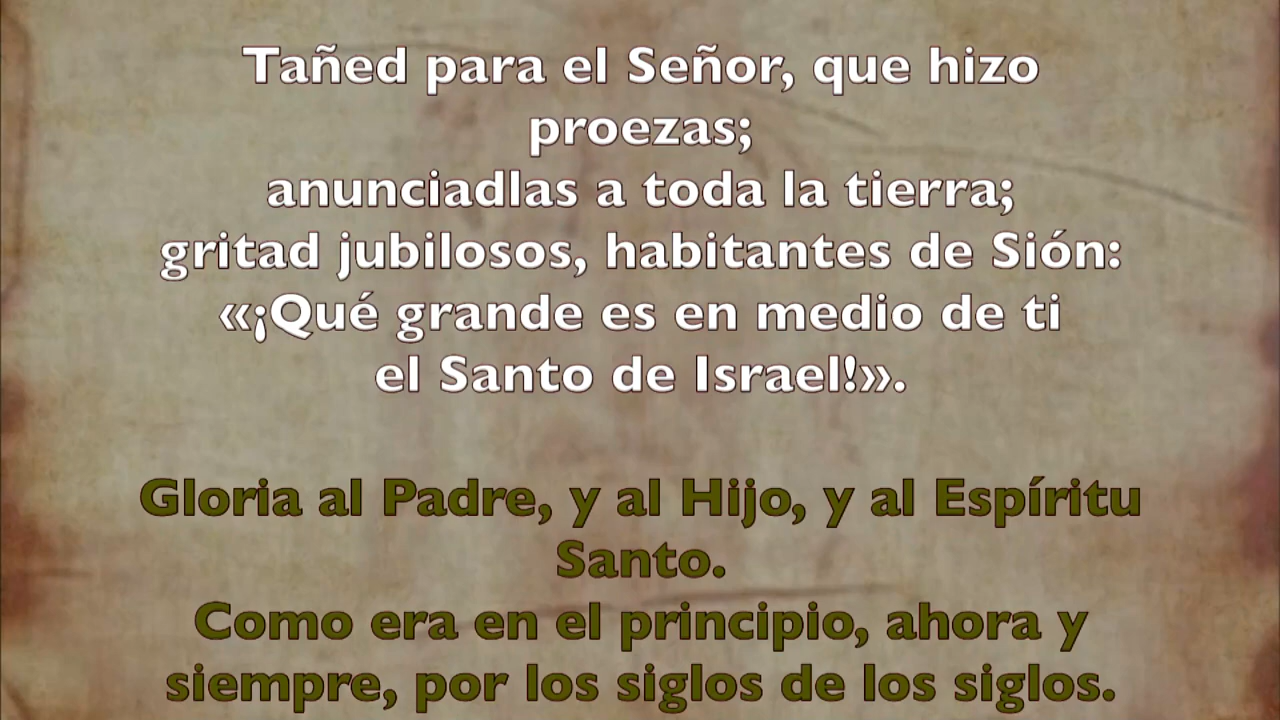 Tañed para el Señor, que hizo
proezas;
anunciadlas a toda la tierra;
gritad jubilosos, habitantes de Sión:
«¡Qué grande es en medio de ti
el Santo de Israel!».
Gloria al Padre, y al Hijo, y al Espíritu
Santo.
Como era en el principio, ahora y
siempre, por los siglos de los siglos.